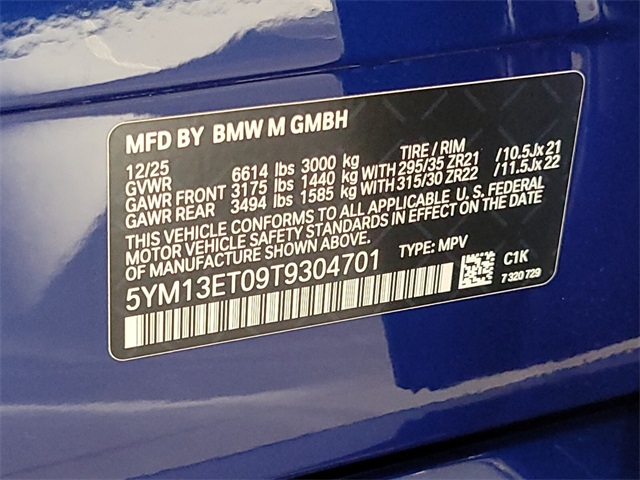 MFD BY BMW M GMBH
12/25 TIRE / RIM
GVWR 6614 lbs 3000 kg
GAWR FRONT 3175 lbs 1440 kg WITH 295/35 ZR21 /10.5Jx21
GAWR REAR 3494 lbs 1585 kg WITH 315/30 ZR22 /11.5Jx22
THIS VEHICLE CONFORMS TO ALL APPLICABLE U.S. FEDERAL
MOTOR VEHICLE SAFETY STANDARDS IN EFFECT ON THE DATE
OF MANUFACTURE SHOWN ABOVE.
5YM13ET09T9304701 TYPE: MPV
C1K
7 320 729